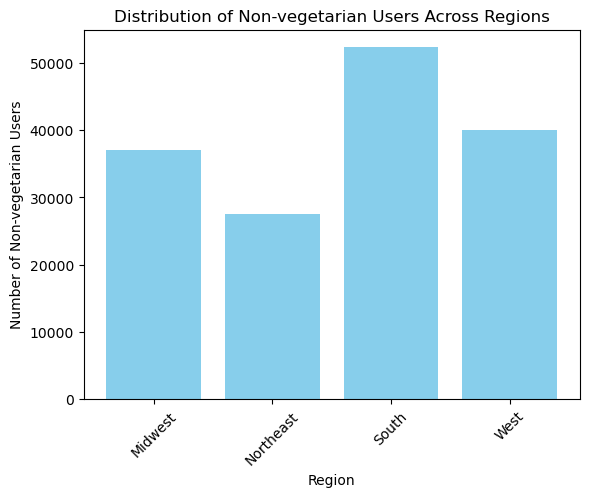 Distribution of Non-vegetarian Users Across Regions
Number of Non-vegetarian Users
50000
40000
30000
20000
10000
0
Midwest
Northeast
South
West
Region